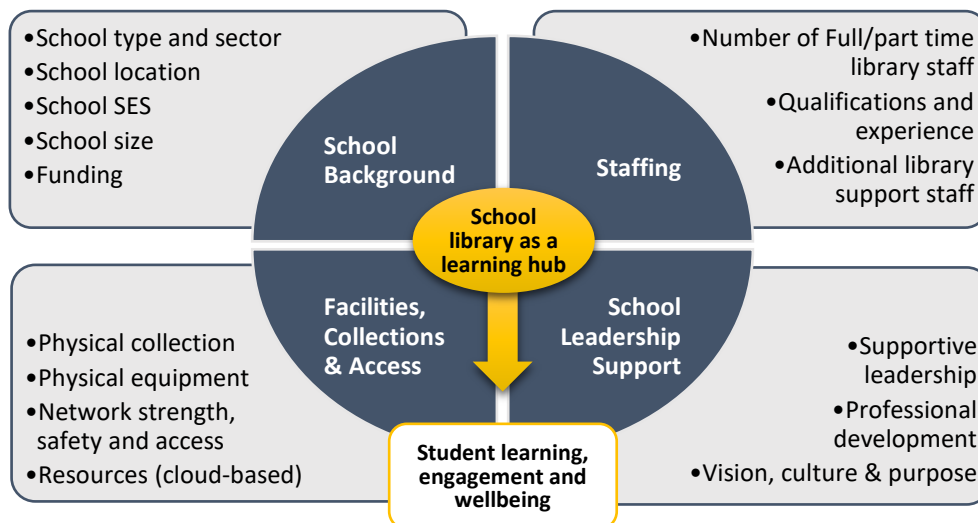 •School type and sector
•School location
•School SES
•School size
•Funding
•Number of Full/part time
library staff
•Qualifications and
experience
•Additional library
support staff
School
Background
Staffing
School
library as a
learning hub
Facilities,
Collections
& Access
School
Leadership
Support
•Physical collection
•Physical equipment
•Network strength,
safety and access
•Resources (cloud-based)
•Supportive
leadership
•Professional
development
•Vision, culture & purpose
Student learning,
engagement and
wellbeing